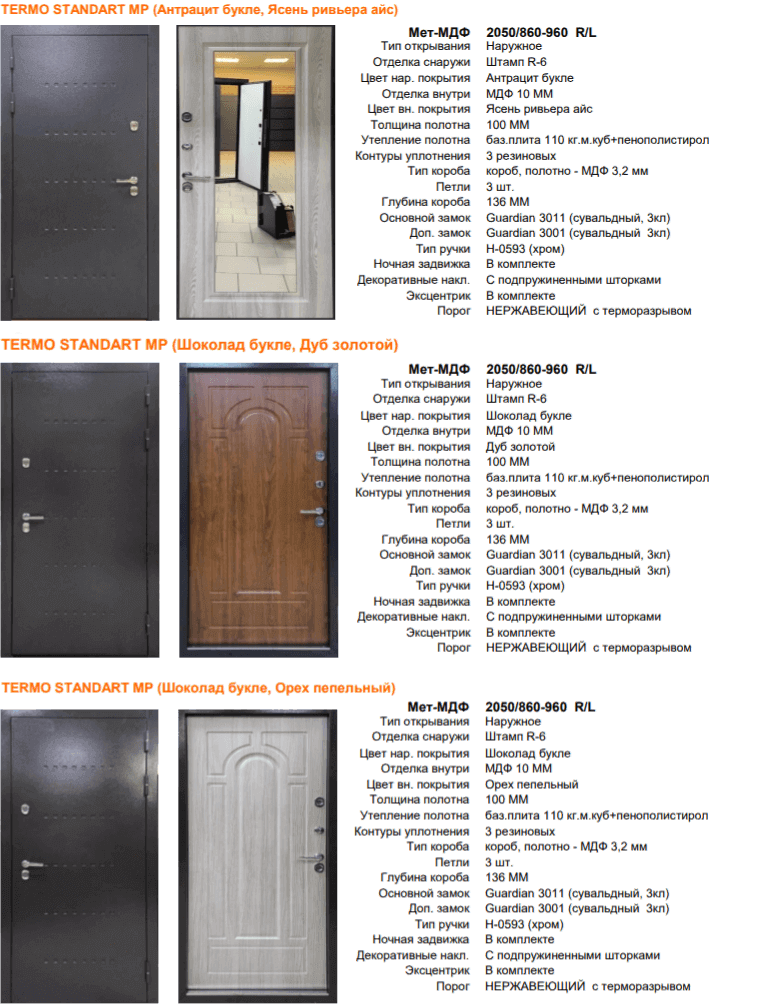 TERMO STANDART MP (Антрацит букле, Ясень ривьера айс)
Мет-МДФ 2050/860-960 R/L
Тип открывания Наружное
Отделка снаружи Штамп R-6
Цвет нар. покрытия Антрацит букле
Отделка внутри МДФ 10 ММ
Цвет вн. покрытия Ясень ривьера айс
Толщина полотна 100 ММ
Утепление полотна баз.плита 110 кг.м.куб+пенополистирол
Контуры уплотнения 3 резиновых
Тип короба короб, полотно - МДФ 3,2 мм
Петли 3 шт.
Глубина короба 136 ММ
Основной замок Guardian 3011 (сувальдный, 3кл)
Доп. замок Guardian 3001 (сувальдный 3кл)
Тип ручки H-0593 (хром)
Ночная задвижка В комплекте
Декоративные накл. С подпружиненными шторками
Эксцентрик В комплекте
Порог НЕРЖАВЕЮЩИЙ с терморазрывом
TERMO STANDART MP (Шоколад букле, Дуб золотой)
Мет-МДФ 2050/860-960 R/L
Тип открывания Наружное
Отделка снаружи Штамп R-6
Цвет нар. покрытия Шоколад букле
Отделка внутри МДФ 10 ММ
Цвет вн. покрытия Дуб золотой
Толщина полотна 100 ММ
Утепление полотна баз.плита 110 кг.м.куб+пенополистирол
Контуры уплотнения 3 резиновых
Тип короба короб, полотно - МДФ 3,2 мм
Петли 3 шт.
Глубина короба 136 ММ
Основной замок Guardian 3011 (сувальдный, 3кл)
Доп. замок Guardian 3001 (сувальдный 3кл)
Тип ручки H-0593 (хром)
Ночная задвижка В комплекте
Декоративные накл. С подпружиненными шторками
Эксцентрик В комплекте
Порог НЕРЖАВЕЮЩИЙ с терморазрывом
TERMO STANDART MP (Шоколад букле, Орех пепельный)
Мет-МДФ 2050/860-960 R/L
Тип открывания Наружное
Отделка снаружи Штамп R-6
Цвет нар. покрытия Шоколад букле
Отделка внутри МДФ 10 ММ
Цвет вн. покрытия Орех пепельный
Толщина полотна 100 ММ
Утепление полотна баз.плита 110 кг.м.куб+пенополистирол
Контуры уплотнения 3 резиновых
Тип короба короб, полотно - МДФ 3,2 мм
Петли 3 шт.
Глубина короба 136 ММ
Основной замок Guardian 3011 (сувальдный, 3кл)
Доп. замок Guardian 3001 (сувальдный 3кл)
Тип ручки H-0593 (хром)
Ночная задвижка В комплекте
Декоративные накл. С подпружиненными шторками
Эксцентрик В комплекте
Порог НЕРЖАВЕЮЩИЙ с терморазрывом